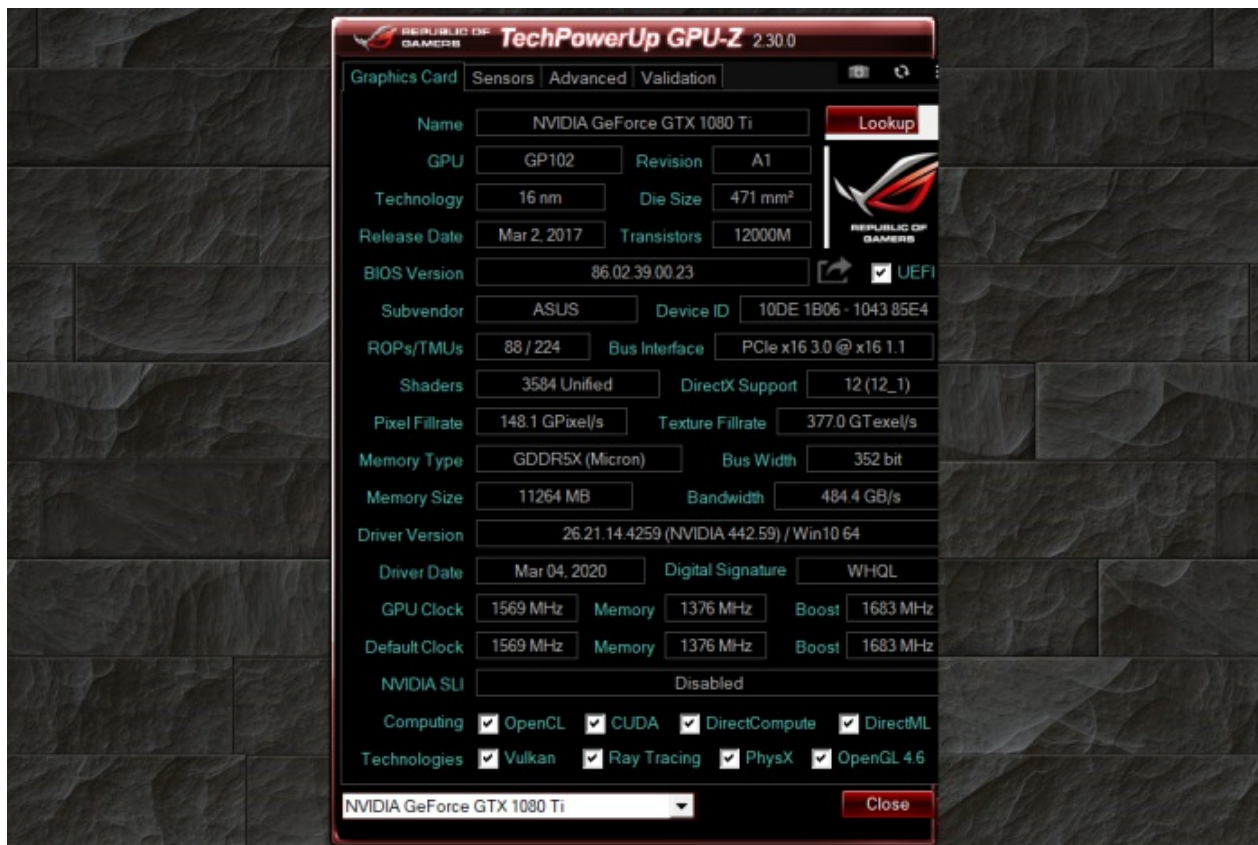 REPUBLIC OF GAMERS TechPowerUp GPU-Z 2.30.0
Graphics Card Sensors Advanced Validation
Name NVIDIA GeForce GTX 1080 Ti Lookup
GPU GP102 Revision A1
Technology 16 nm Die Size 471 mm²
REPUBLIC OF GAMERS
Release Date Mar 2, 2017 Transistors 12000M
BIOS Version 86.02.39.00.23 UEFI
Subvendor ASUS Device ID 10DE 1B06 - 1043 85E4
ROPs/TMUs 88 / 224 Bus Interface PCIe x16 3.0 @ x16 1.1
Shaders 3584 Unified DirectX Support 12 (12_1)
Pixel Fillrate 148.1 GPixel/s Texture Fillrate 377.0 GTexel/s
Memory Type GDDR5X (Micron) Bus Width 352 bit
Memory Size 11264 MB Bandwidth 484.4 GB/s
Driver Version 26.21.14.4259 (NVIDIA 442.59) / Win10 64
Driver Date Mar 04, 2020 Digital Signature WHQL
GPU Clock 1569 MHz Memory 1376 MHz Boost 1683 MHz
Default Clock 1569 MHz Memory 1376 MHz Boost 1683 MHz
NVIDIA SLI Disabled
Computing OpenCL CUDA DirectCompute DirectML
Technologies Vulkan Ray Tracing PhysX OpenGL 4.6
NVIDIA GeForce GTX 1080 Ti Close